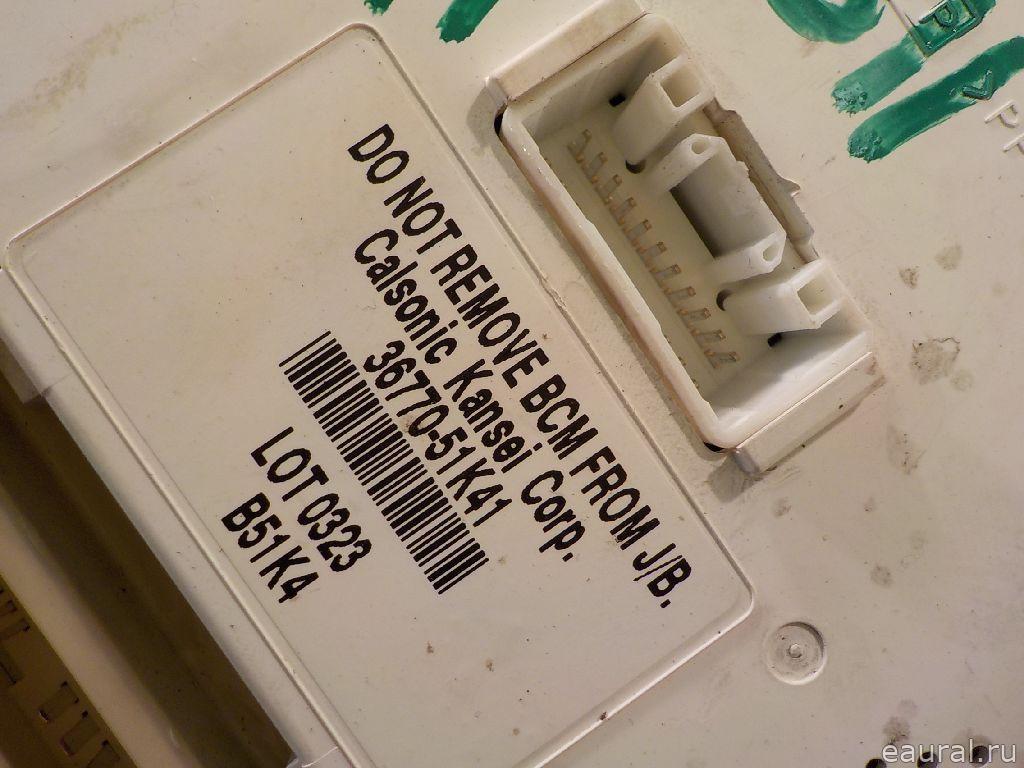 DO NOT REMOVE BCM FROM J/B.
Calsonic Kansei Corp.
36770-51K41
LOT 0323
B51K4
eaural.ru